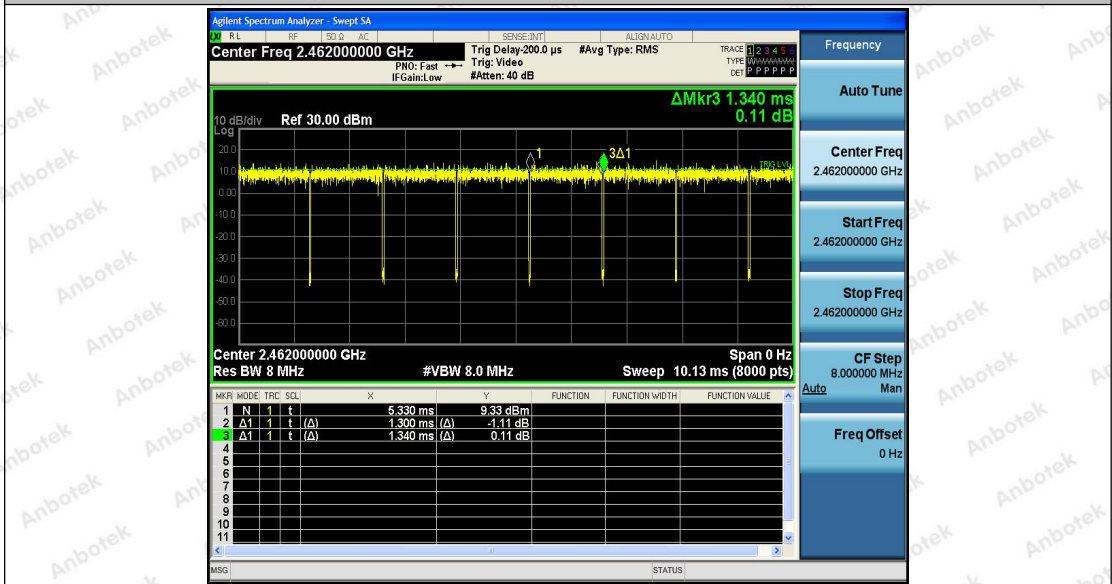 Agilent Spectrum Analyzer - Swept SA
LXI RL RF 50 Ω AC SENSE:INT ALIGNAUTO
Center Freq 2.462000000 GHz
PNO: Fast
IFGain:Low
Trig Delay-200.0 µs
Trig: Video
#Atten: 40 dB
#Avg Type: RMS
TRACE 1 2 3 4 5 6
TYPE WWWWWW
DET P P P P P P
ΔMkr3 1.340 ms
0.11 dB
10 dB/div
Log
Ref 30.00 dBm
20.0
10.0
0.00
-10.0
-30.0
-40.0
-50.0
-60.0
1
3Δ1
TRIG LVL
Center 2.462000000 GHz
Span 0 Hz
Res BW 8 MHz
#VBW 8.0 MHz
Sweep 10.13 ms (8000 pts)
MKR MODE TRC SCL X Y FUNCTION FUNCTION WIDTH FUNCTION VALUE
1 N 1 t 5.330 ms 9.33 dBm
2 Δ1 1 t (Δ) 1.300 ms (Δ) -1.11 dB
3 Δ1 1 t (Δ) 1.340 ms (Δ) 0.11 dB
4
5
6
7
8
9
10
11
MSG
STATUS
Frequency
Auto Tune
Center Freq
2.462000000 GHz
Start Freq
2.462000000 GHz
Stop Freq
2.462000000 GHz
CF Step
8.000000 MHz
Auto Man
Freq Offset
0 Hz
Anbotek